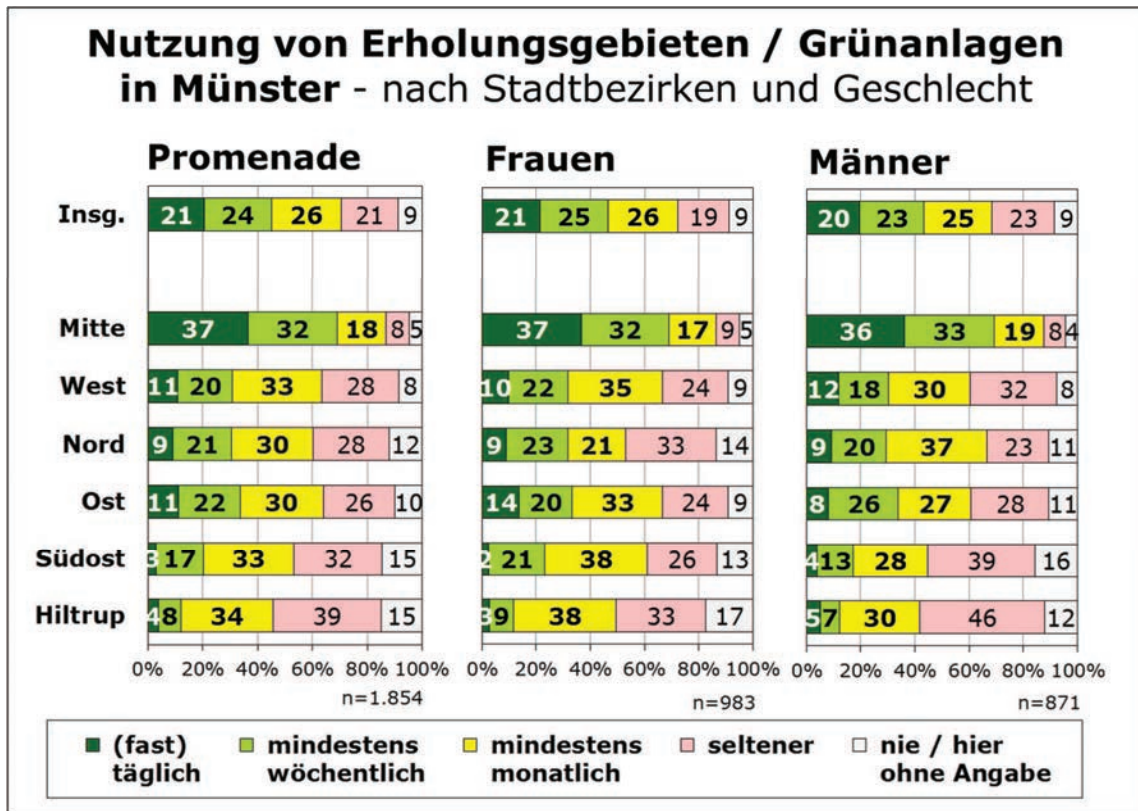 Nutzung von Erholungsgebieten / Grünanlagen
in Münster - nach Stadtbezirken und Geschlecht
Promenade Frauen Männer
Insg. 21 24 26 21 9 21 25 26 19 9 20 23 25 23 9
Mitte 37 32 18 8 5 37 32 17 9 5 36 33 19 8 4
West 11 20 33 28 8 10 22 35 24 9 12 18 30 32 8
Nord 9 21 30 28 12 9 23 21 33 14 9 20 37 23 11
Ost 11 22 30 26 10 14 20 33 24 9 8 26 27 28 11
Südost 3 17 33 32 15 2 21 38 26 13 4 13 28 39 16
Hiltrup 4 8 34 39 15 3 9 38 33 17 5 7 30 46 12
0% 20% 40% 60% 80% 100% 0% 20% 40% 60% 80% 100% 0% 20% 40% 60% 80% 100%
n=1.854 n=983 n=871
(fast) mindestens mindestens seltener nie / hier
täglich wöchentlich monatlich ohne Angabe